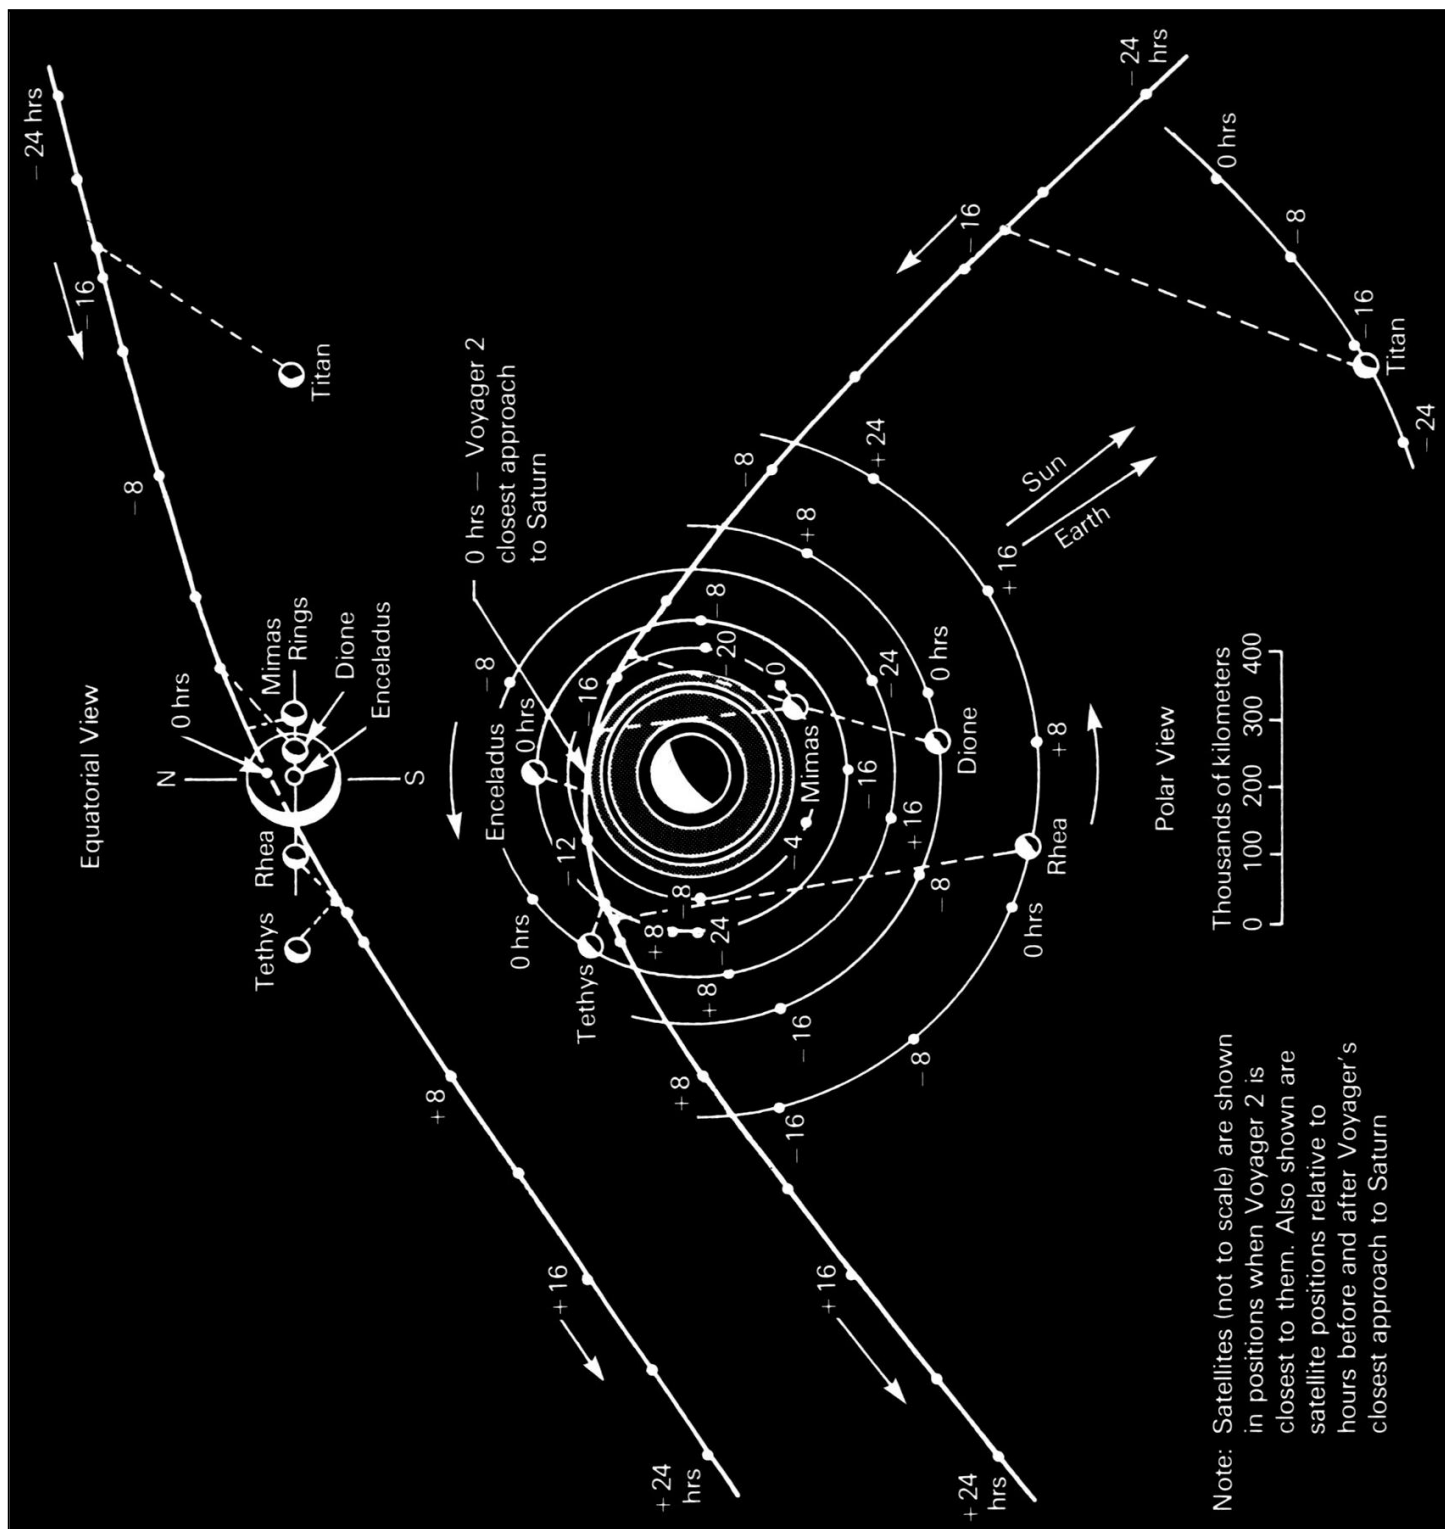 Equatorial View
− 24 hrs
− 16
− 8
0 hrs
+ 8
+ 16
+ 24
hrs
N
S
Titan
Mimas
Rings
Dione
Enceladus
Rhea
Tethys
0 hrs — Voyager 2
closest approach
to Saturn
− 24
hrs
− 16
− 8
+ 8
+ 16
+ 24
hrs
0 hrs
− 8
− 16
− 24
Titan
Sun
Earth
Enceladus
0 hrs
− 8
− 16
− 24
+ 8
Tethys
0 hrs
− 8
− 16
− 24
+ 8
+ 16
Mimas
0
− 4
− 8
− 12
− 16
− 20
Dione
0 hrs
− 8
− 16
+ 8
Rhea
0 hrs
− 8
− 16
+ 8
+ 16
+ 24
Polar View
Thousands of kilometers
0 100 200 300 400
Note: Satellites (not to scale) are shown
in positions when Voyager 2 is
closest to them. Also shown are
satellite positions relative to
hours before and after Voyager's
closest approach to Saturn